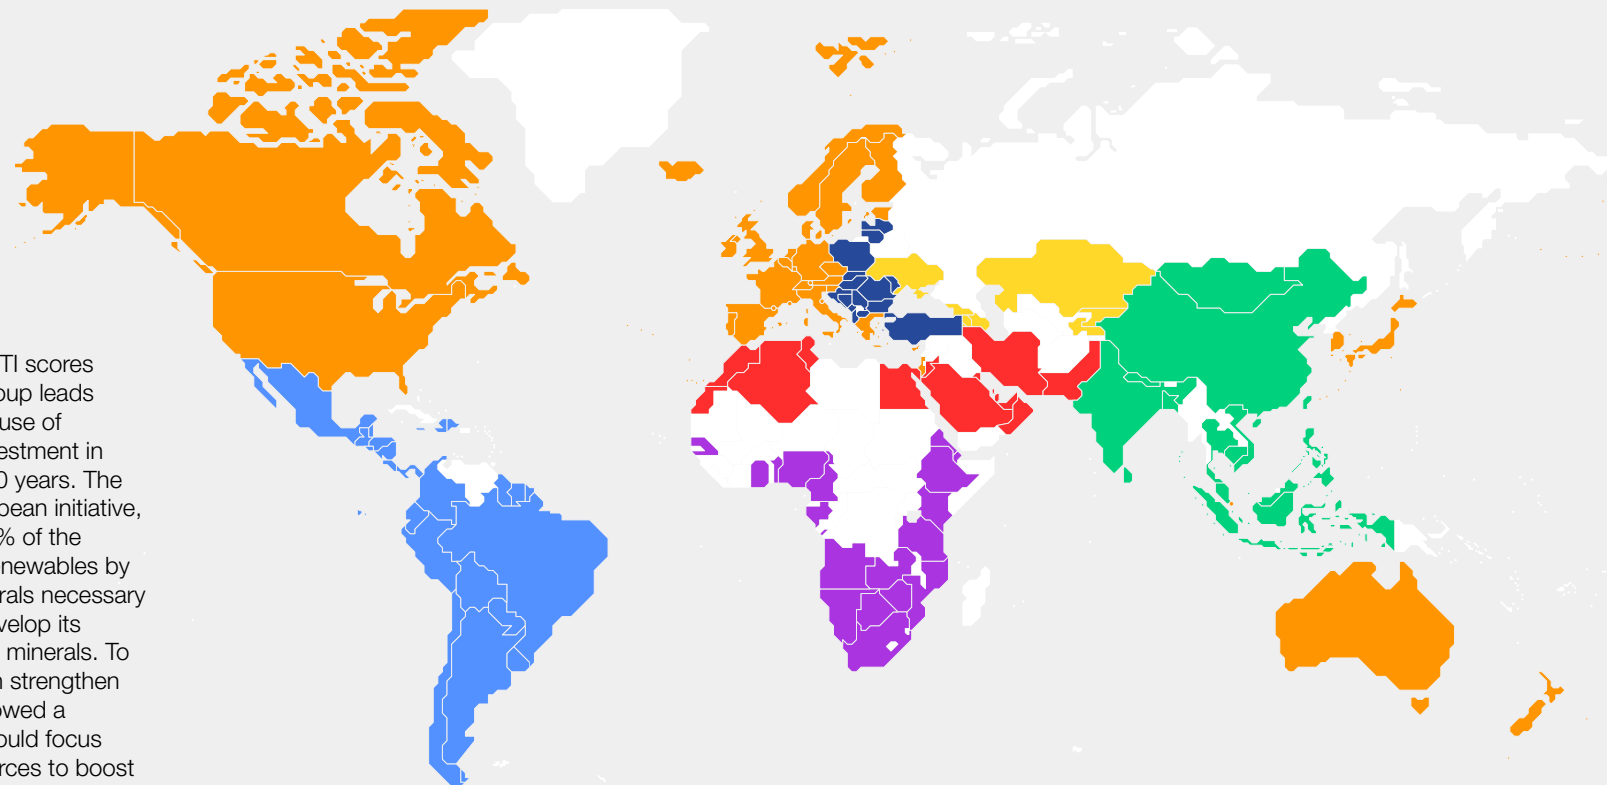 TI scores
oup leads
use of
estment in
0 years. The
pean initiative,
% of the
newables by
rals necessary
velop its
minerals. To
n strengthen
owed a
ould focus
rces to boost